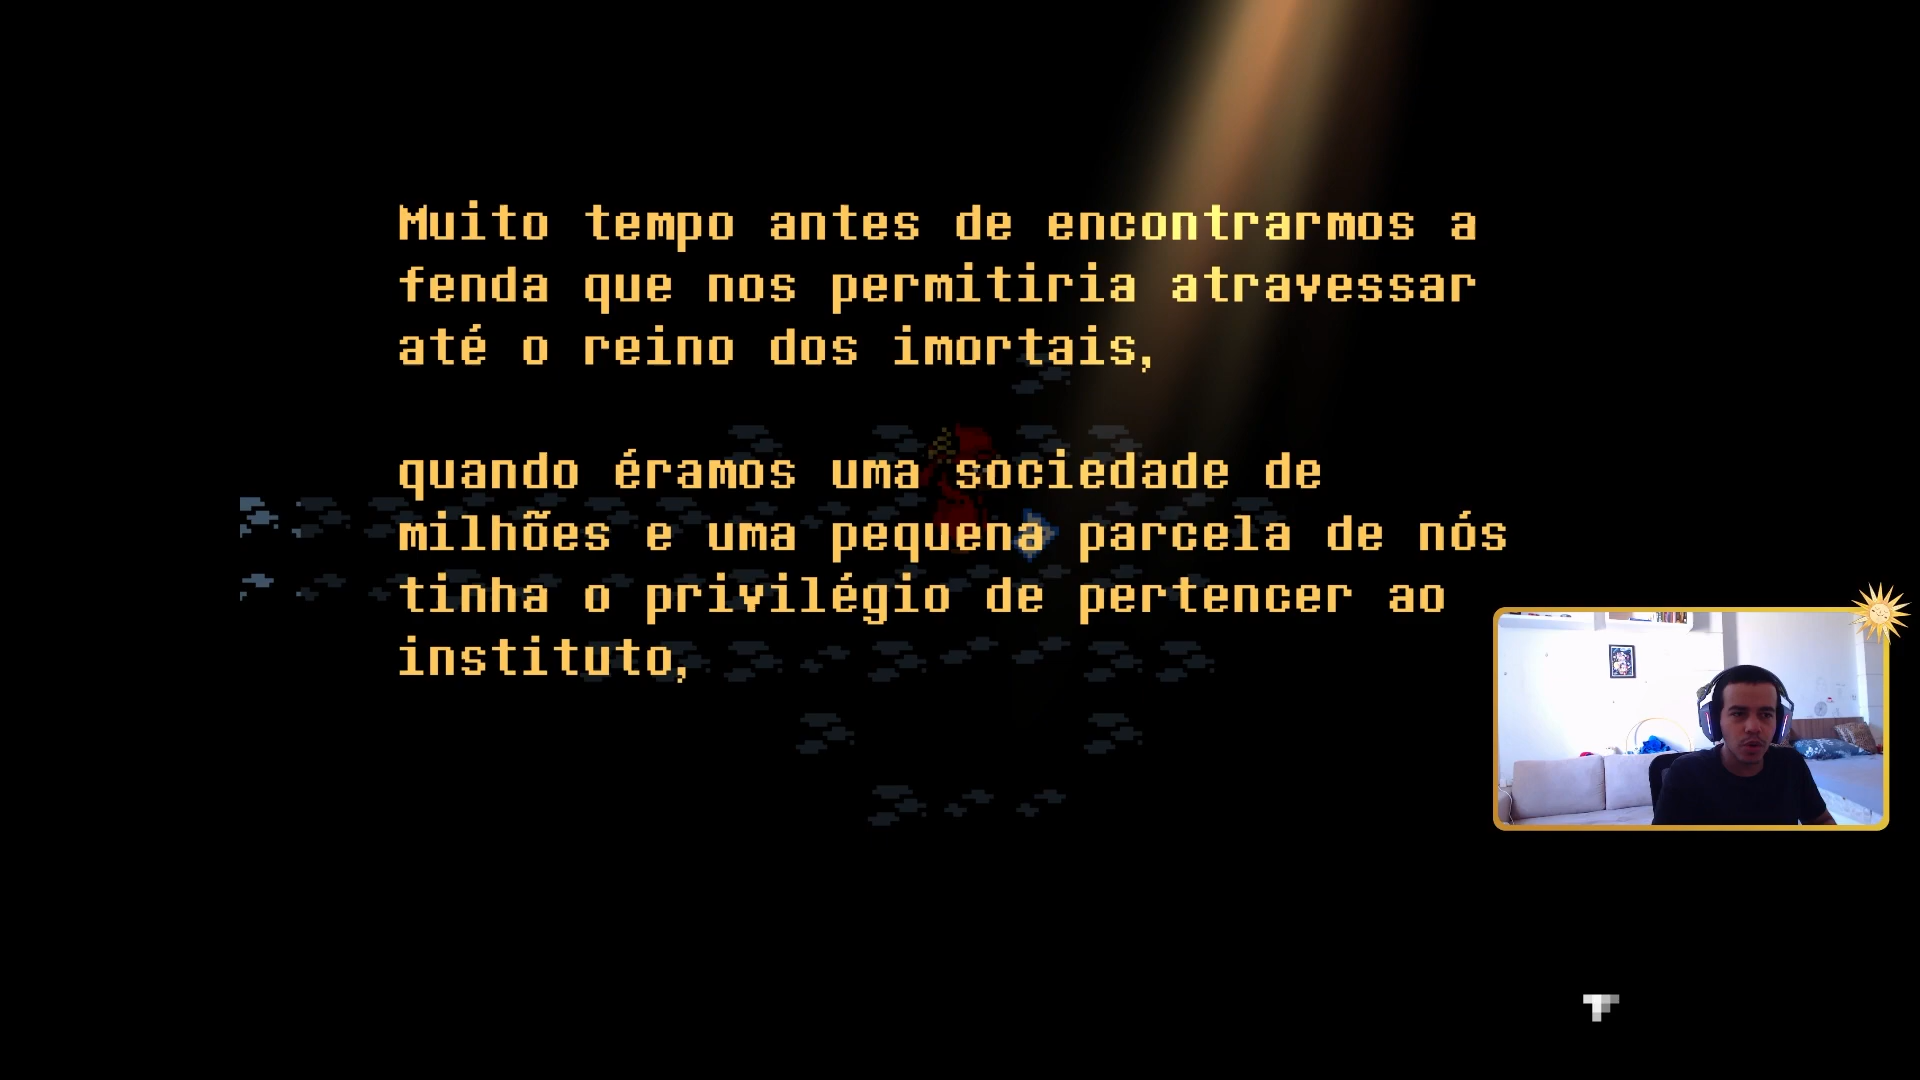 Muito tempo antes de encontrarmos a
fenda que nos permitiria atravessar
até o reino dos imortais,
quando éramos uma sociedade de
milhões e uma pequena parcela de nós
tinha o privilégio de pertencer ao
instituto,